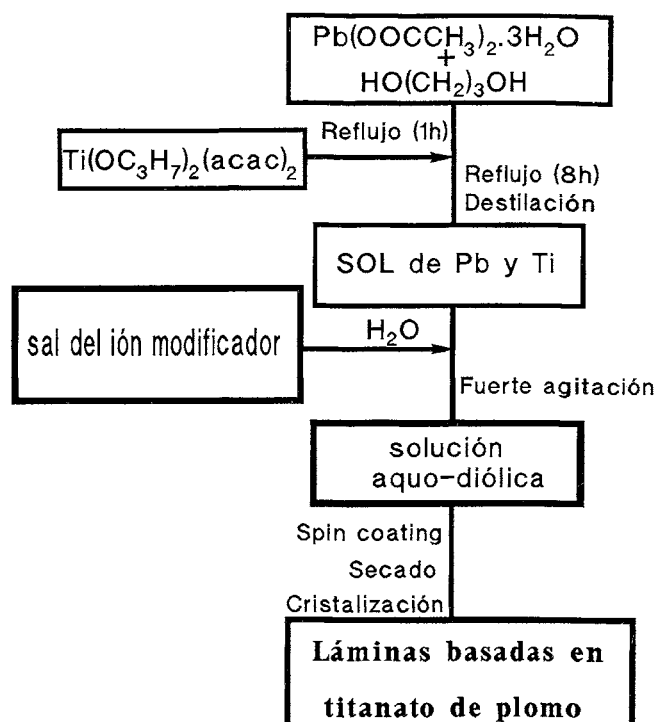 Pb(OOCCH₃)₂.3H₂O
+
HO(CH₂)₃OH
Reflujo (1h)
Ti(OC₃H₇)₂(acac)₂
Reflujo (8h)
Destilación
SOL de Pb y Ti
sal del ión modificador
H₂O
Fuerte agitación
solución
aquo-diólica
Spin coating
Secado
Cristalización
Láminas basadas en
titanato de plomo